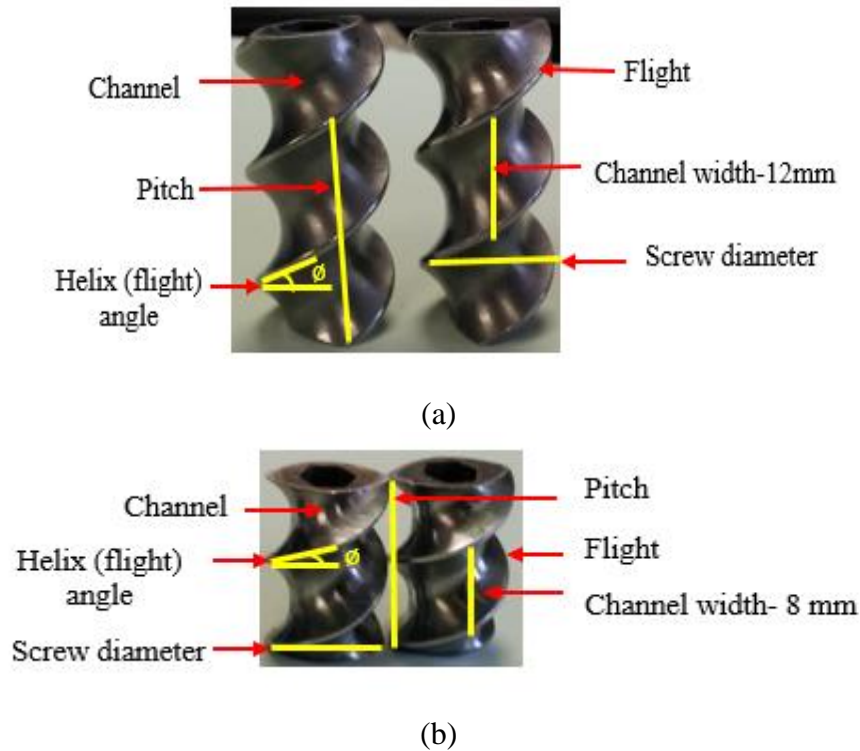 Channel
Flight
Pitch
Channel width-12mm
Helix (flight)
angle
ø
Screw diameter
(a)
Channel
Pitch
Helix (flight)
angle
ø
Flight
Screw diameter
Channel width- 8 mm
(b)